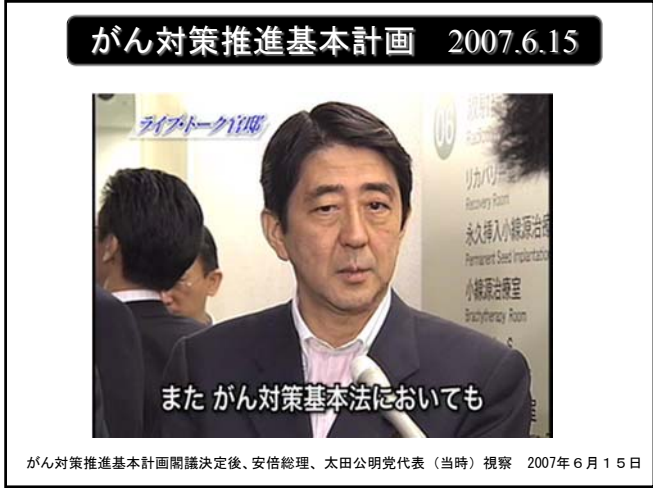 がん対策推進基本計画　2007.6.15
ライブ・トーク官邸
06
リカバリー
Recovery Room
永久挿入小線源治療
Permanent Seed Implantation
小線源治療室
Brachytherapy Room
また がん対策基本法においても
がん対策推進基本計画閣議決定後、安倍総理、太田公明党代表（当時）視察　2007年６月１５日